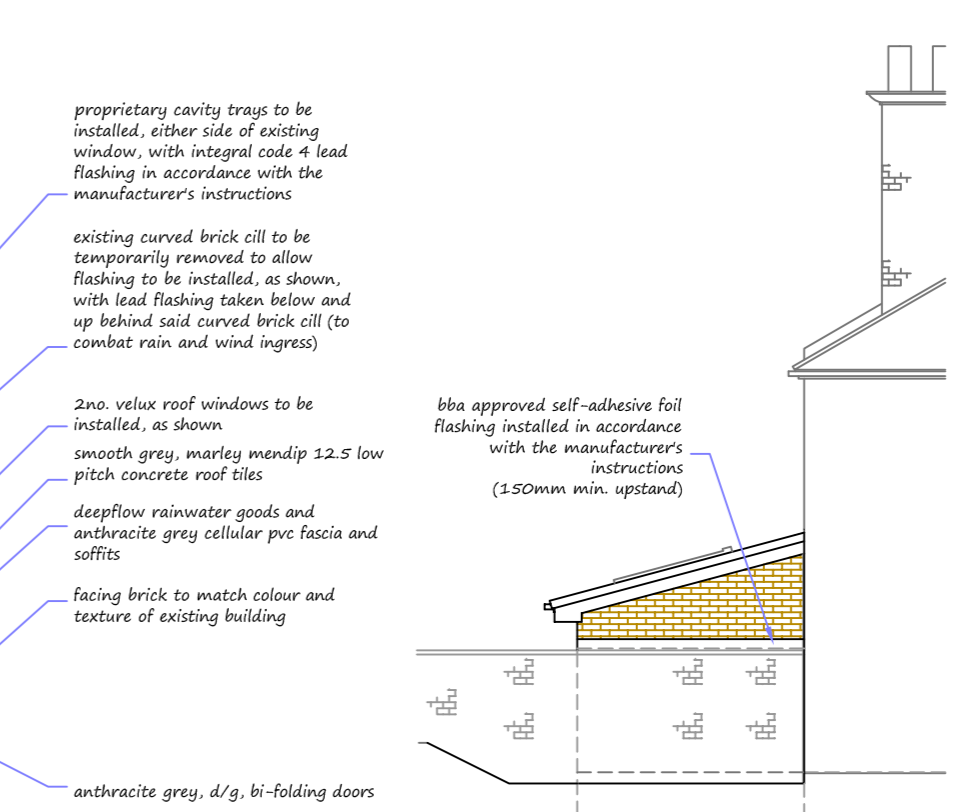 proprietary cavity trays to be
installed, either side of existing
window, with integral code 4 lead
flashing in accordance with the
manufacturer's instructions
existing curved brick cill to be
temporarily removed to allow
flashing to be installed, as shown,
with lead flashing taken below and
up behind said curved brick cill (to
combat rain and wind ingress)
2no. velux roof windows to be
installed, as shown
smooth grey, marley mendip 12.5 low
pitch concrete roof tiles
deepflow rainwater goods and
anthracite grey cellular pvc fascia and
soffits
facing brick to match colour and
texture of existing building
anthracite grey, d/g, bi-folding doors
bba approved self-adhesive foil
flashing installed in accordance
with the manufacturer's
instructions
(150mm min. upstand)